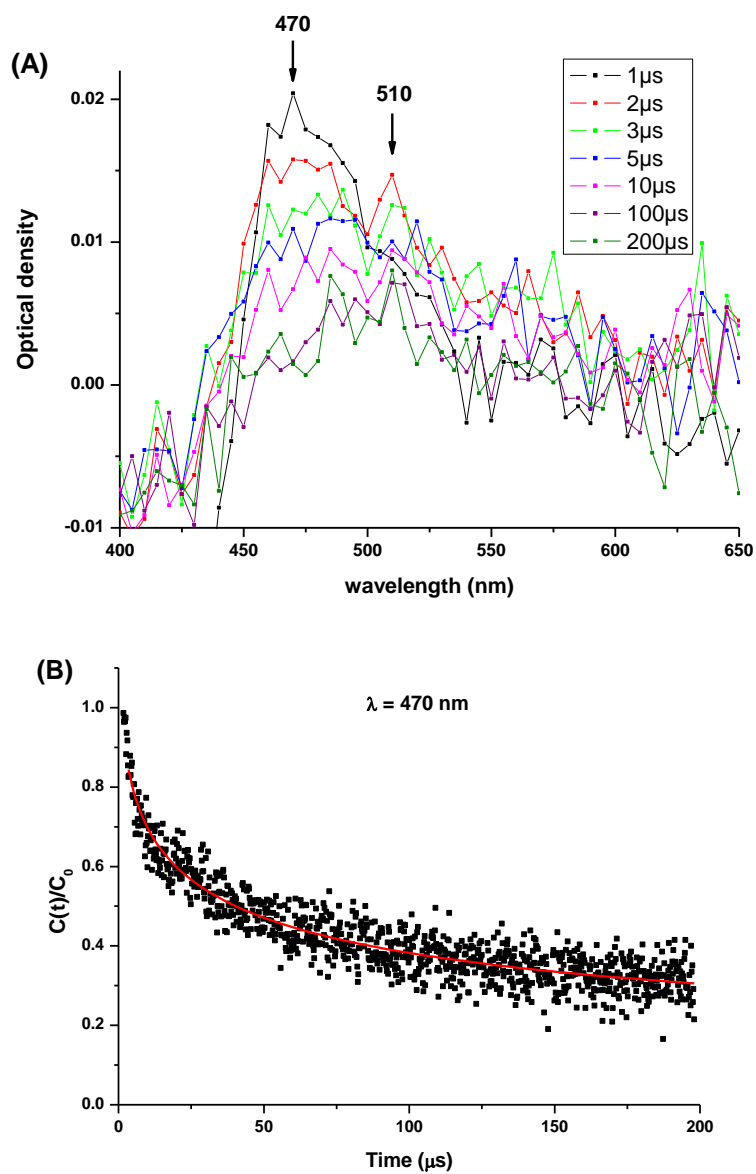 470
(A)
510
1μs
2μs
3μs
5μs
10μs
100μs
200μs
0.02
0.01
0.00
-0.01
Optical density
400 450 500 550 600 650
wavelength (nm)
(B)
λ = 470 nm
1.0
0.8
0.6
0.4
0.2
0.0
C(t)/C0
0 50 100 150 200
Time (μs)